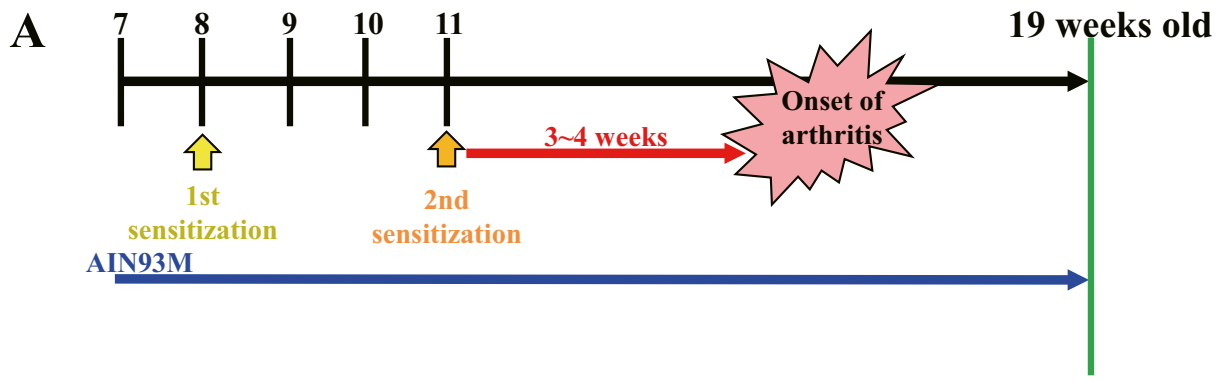 A
7 8 9 10 11 19 weeks old
Onset of
arthritis
3~4 weeks
1st
sensitization
2nd
sensitization
AIN93M